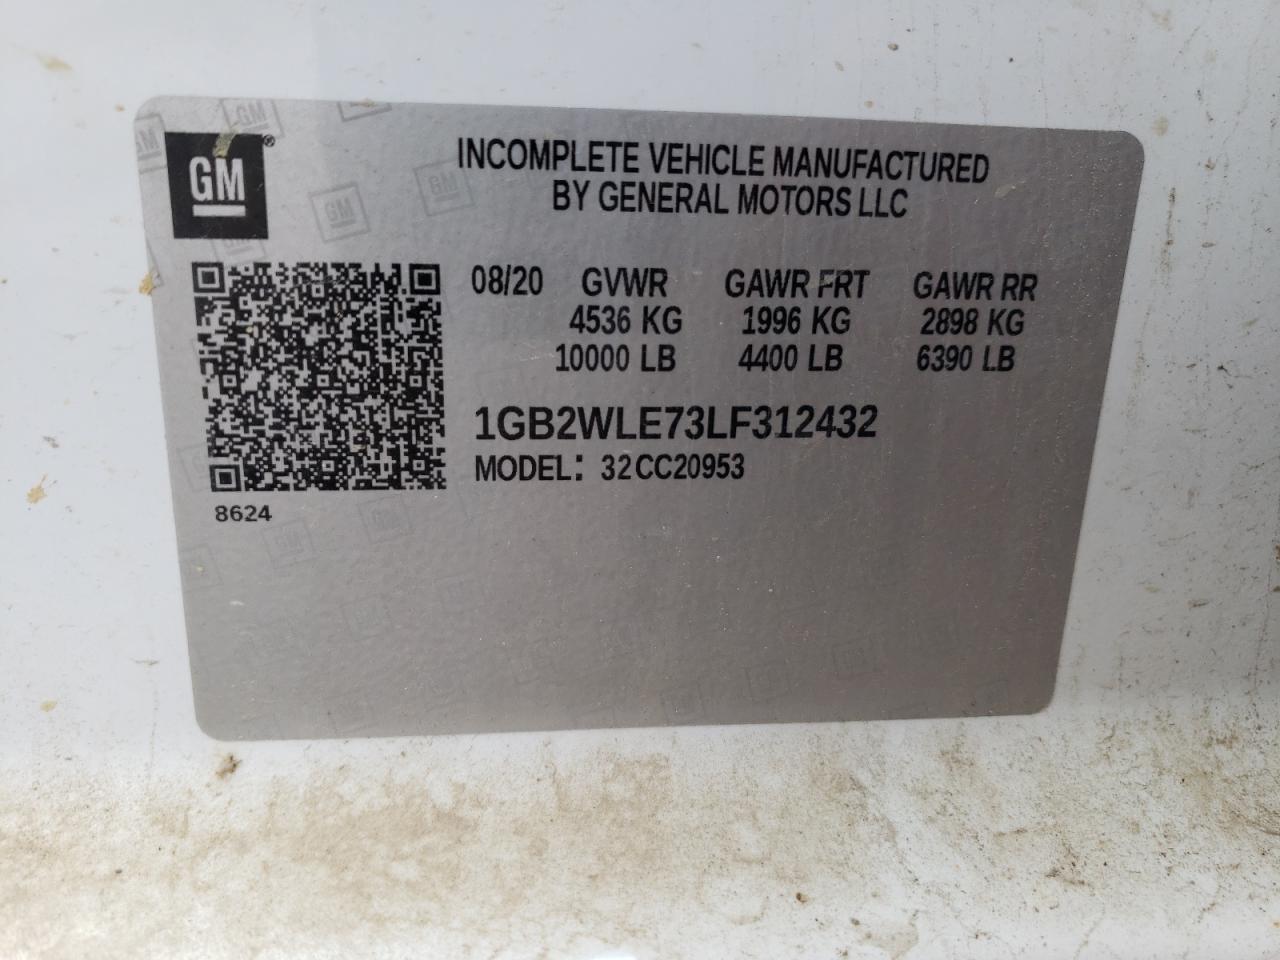 GM®
INCOMPLETE VEHICLE MANUFACTURED
BY GENERAL MOTORS LLC
08/20 GVWR GAWR FRT GAWR RR
4536 KG 1996 KG 2898 KG
10000 LB 4400 LB 6390 LB
1GB2WLE73LF312432
MODEL: 32CC20953
8624